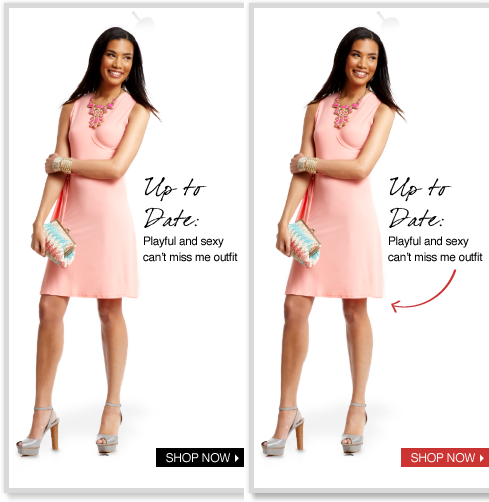 Up to
Date:
Playful and sexy
can't miss me outfit
SHOP NOW
Up to
Date:
Playful and sexy
can't miss me outfit
SHOP NOW